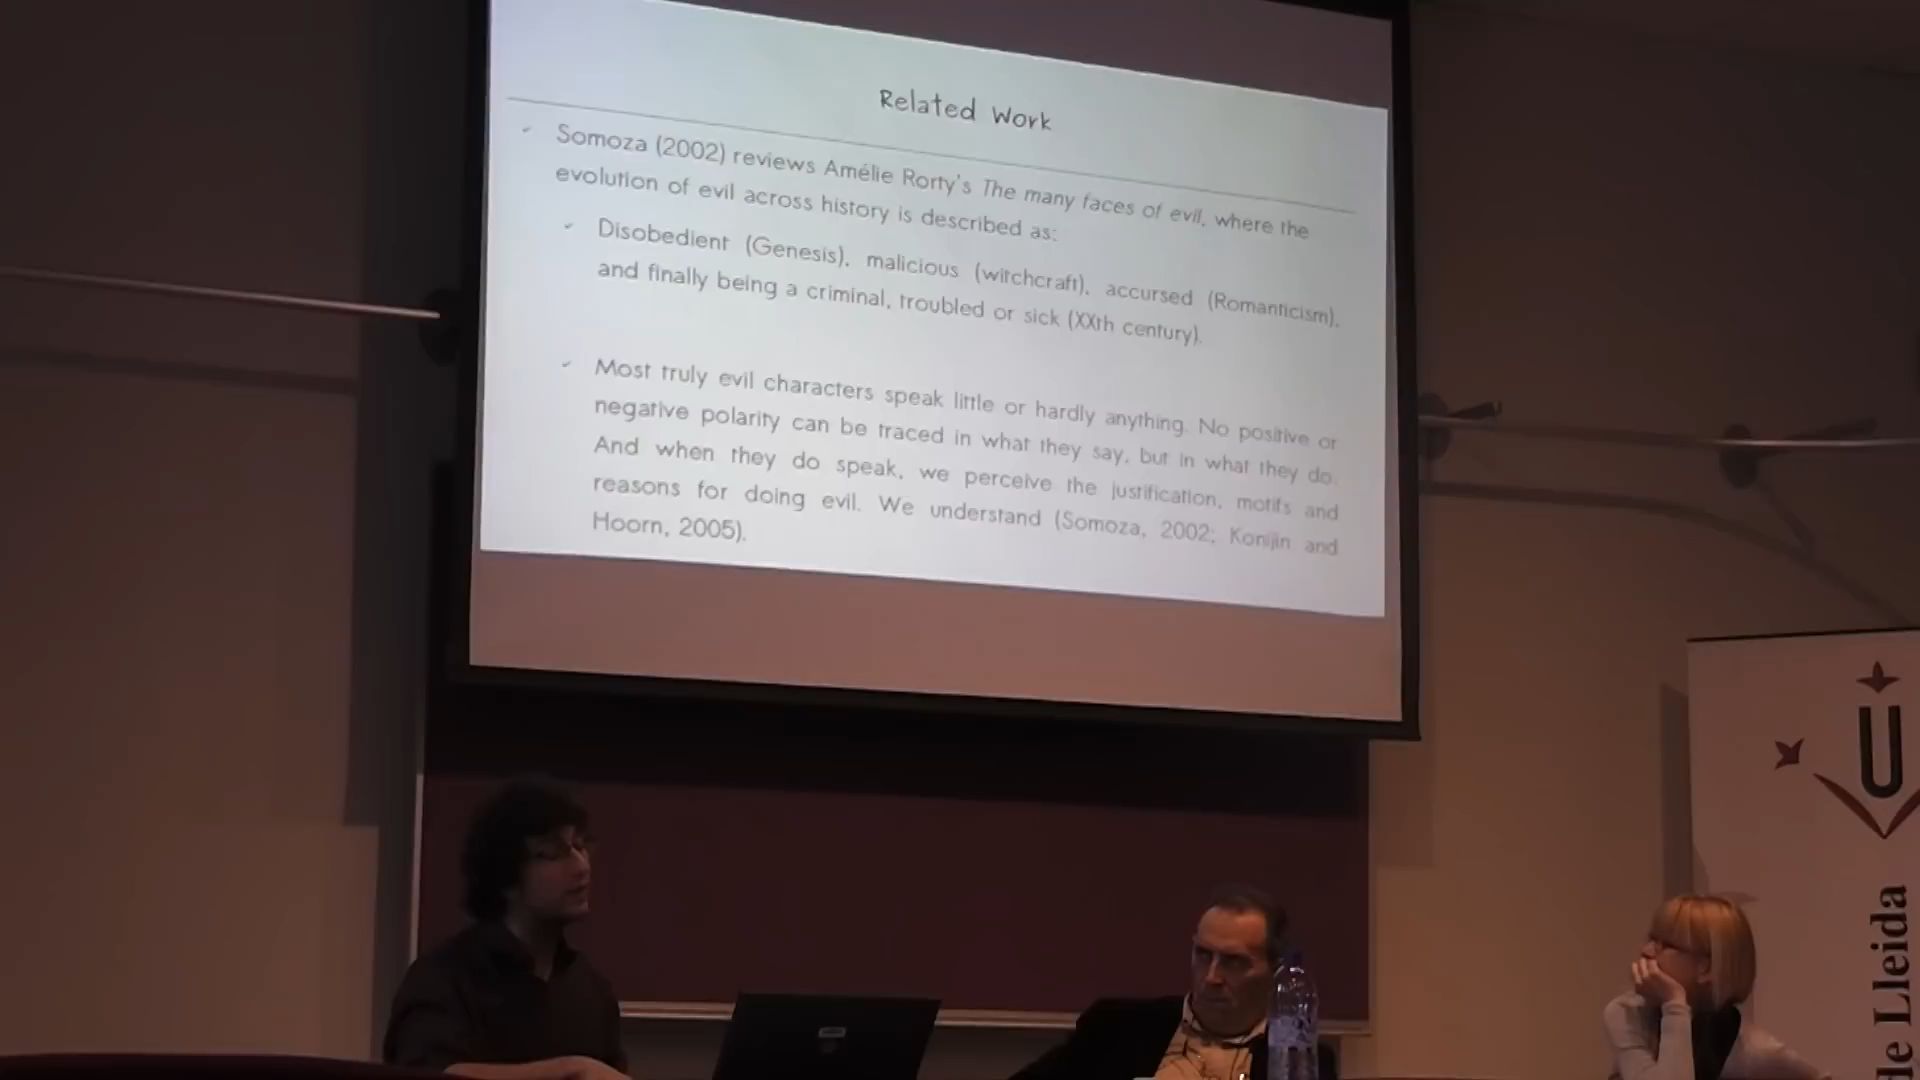 Related Work
Somoza (2002) reviews Amélie Rorty's The many faces of evil, where the
evolution of evil across history is described as:
Disobedient (Genesis), malicious (witchcraft), accursed (Romanticism),
and finally being a criminal, troubled or sick (XXth century).
Most truly evil characters speak little or hardly anything. No positive or
negative polarity can be traced in what they say, but in what they do.
And when they do speak, we perceive the justification, motifs and
reasons for doing evil. We understand (Somoza, 2002; Konijin and
Hoorn, 2005).
U
de Lleida